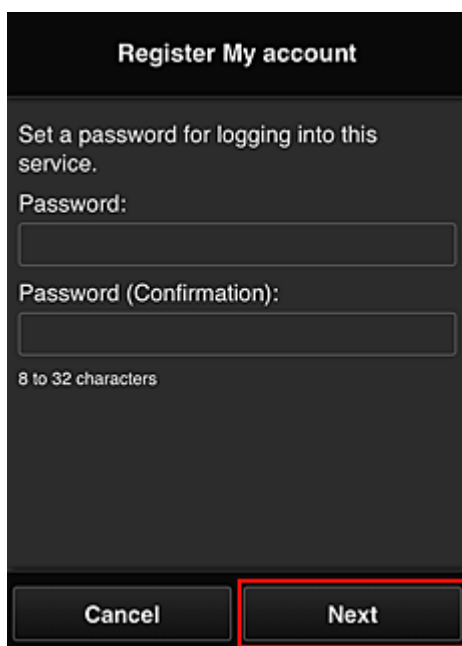 Register My account
Set a password for logging into this
service.
Password:
Password (Confirmation):
8 to 32 characters
Cancel
Next